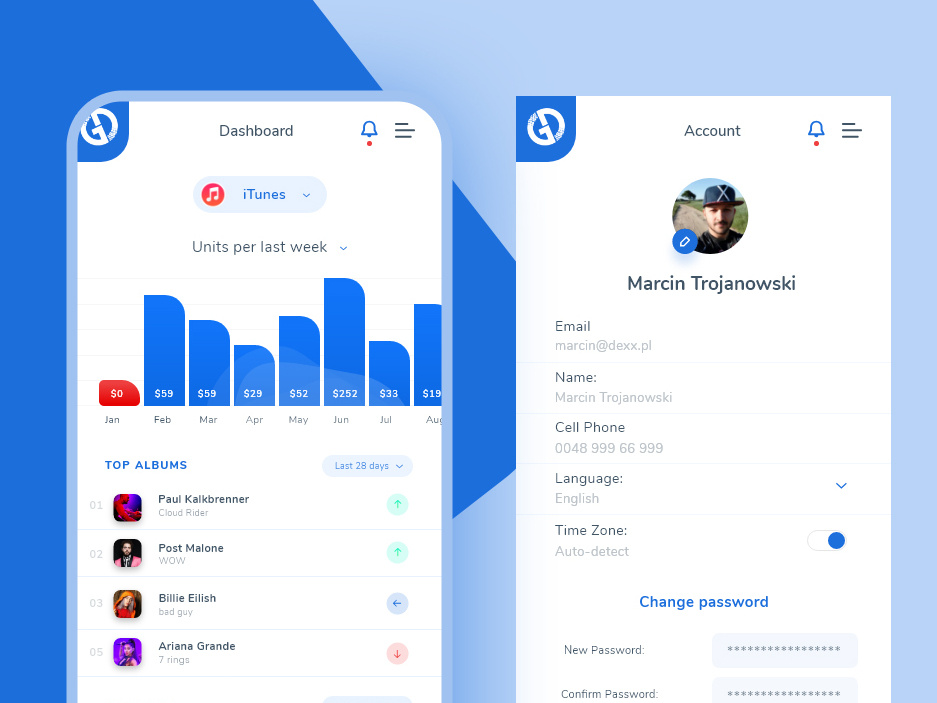 Dashboard
iTunes
Units per last week
$0
$59
$59
$29
$52
$252
$33
$19
Jan
Feb
Mar
Apr
May
Jun
Jul
Aug
TOP ALBUMS
Last 28 days
01
Paul Kalkbrenner
Cloud Rider
02
Post Malone
WOW
03
Billie Eilish
bad guy
05
Ariana Grande
7 rings
Account
Marcin Trojanowski
Email
marcin@dexx.pl
Name:
Marcin Trojanowski
Cell Phone
0048 999 66 999
Language:
English
Time Zone:
Auto-detect
Change password
New Password:
*****************
Confirm Password:
*****************